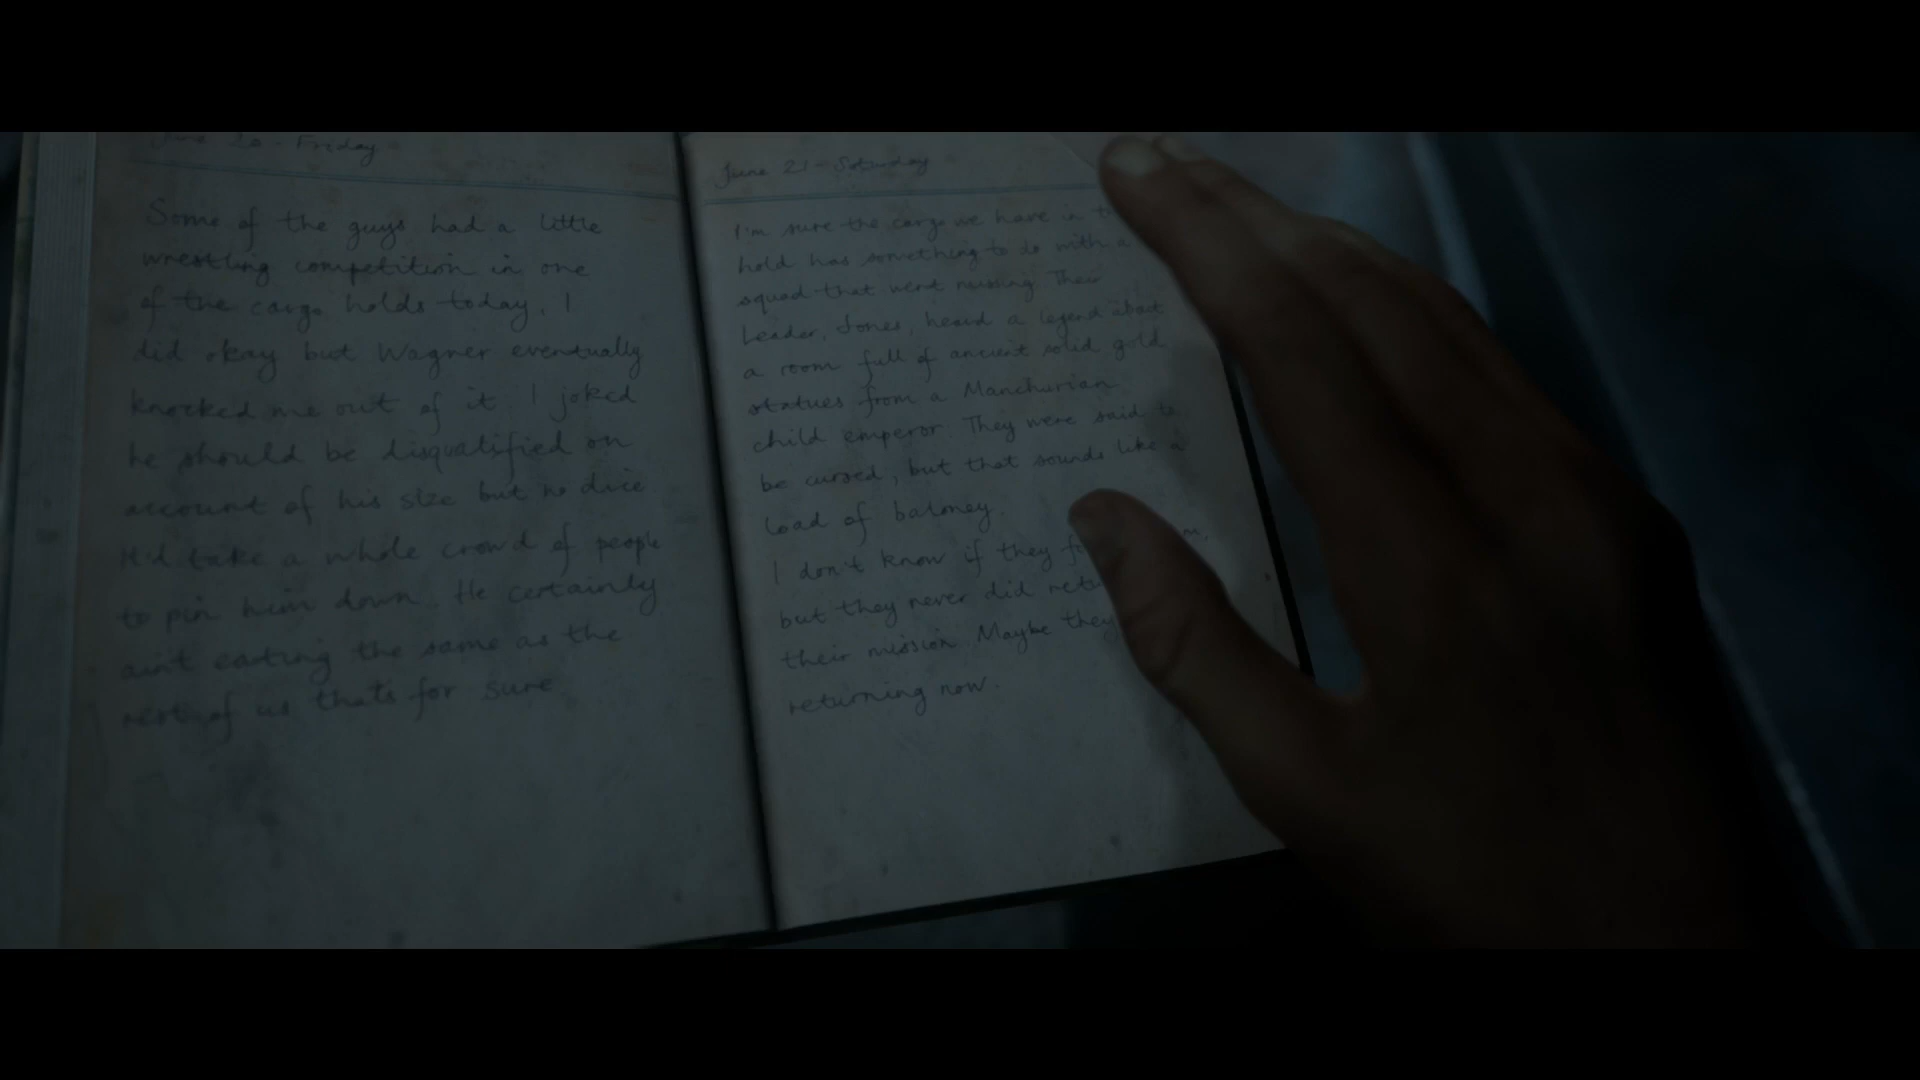 June 20 - Friday
Some of the guys had a little
wrestling competition in one
of the cargo holds today. I
did okay but Wagner eventually
knocked me out of it. I joked
he should be disqualified on
account of his size but no dice
It'd take a whole crowd of people
to pin him down. He certainly
aint eating the same as the
rest of us thats for sure
June 21 - Saturday
I'm sure the cargo we have in
hold has something to do with a
squad that went missing. Their
Leader, Jones, heard a legend about
a room full of ancient solid gold
statues from a Manchurian
child emperor. They were said to
be cursed, but that sounds like a
load of baloney.
I don't know if they
but they never did
their mission. Maybe they
returning now.